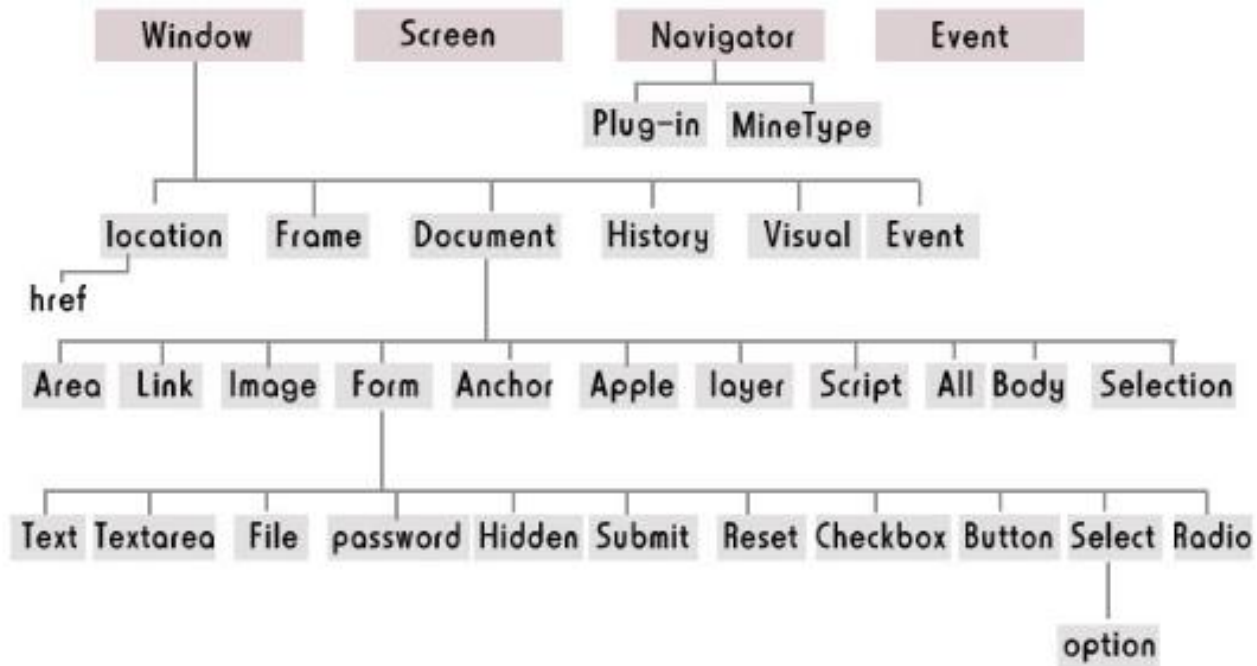 Window Screen Navigator Event
Plug-in MineType
location Frame Document History Visual Event
href
Area Link Image Form Anchor Apple layer Script All Body Selection
Text Textarea File password Hidden Submit Reset Checkbox Button Select Radio
option